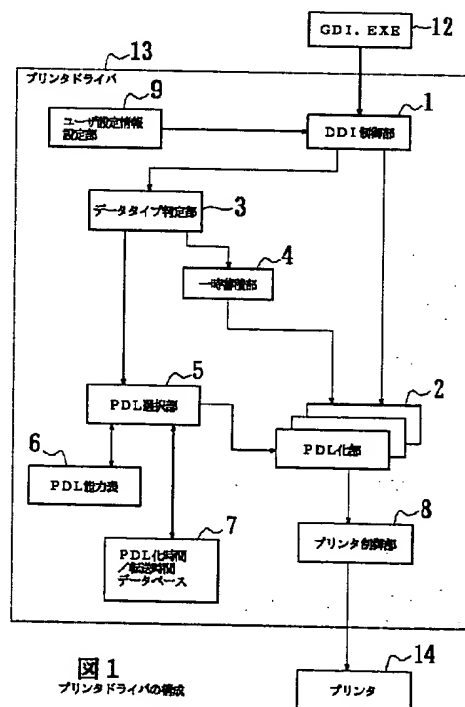 GDI.EXE
12
13
プリンタドライバ
9
ユーザ設定情報
設定部
1
DDI制御部
データタイプ判定部
3
4
一時蓄積部
5
PDL選択部
2
PDL化部
6
PDL能力表
7
PDL化時間
/転送時間
データベース
8
プリンタ制御部
図1
プリンタドライバの構成
14
プリンタ